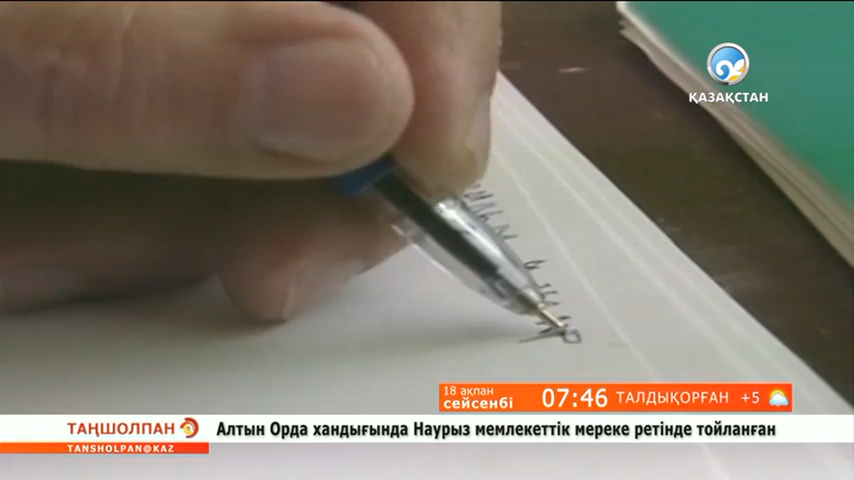 ҚАЗАҚСТАН
18 ақпан
сейсенбі
07:46 ТАЛДЫҚОРҒАН +5
ТАҢШОЛПАН
Алтын Орда хандығында Наурыз мемлекеттік мереке ретінде тойланған
TANSHOLPAN@KAZ